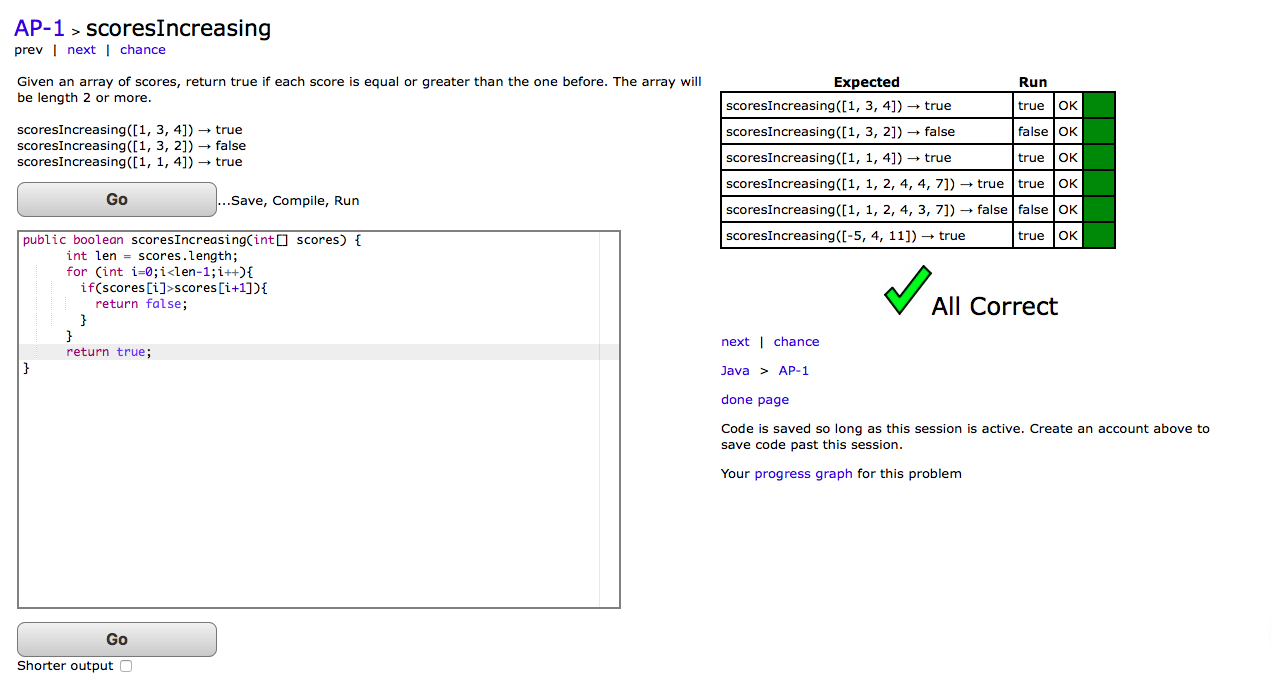 AP-1 > scoresIncreasing
prev | next | chance
Given an array of scores, return true if each score is equal or greater than the one before. The array will
be length 2 or more.
scoresIncreasing([1, 3, 4]) → true
scoresIncreasing([1, 3, 2]) → false
scoresIncreasing([1, 1, 4]) → true
Go
...Save, Compile, Run
public boolean scoresIncreasing(int[] scores) {
      int len = scores.length;
      for (int i=0;i<len-1;i++){
        if(scores[i]>scores[i+1]){
          return false;
        }
      }
      return true;
}
Go
Shorter output
Expected Run
scoresIncreasing([1, 3, 4]) → true true OK
scoresIncreasing([1, 3, 2]) → false false OK
scoresIncreasing([1, 1, 4]) → true true OK
scoresIncreasing([1, 1, 2, 4, 4, 7]) → true true OK
scoresIncreasing([1, 1, 2, 4, 3, 7]) → false false OK
scoresIncreasing([-5, 4, 11]) → true true OK
All Correct
next | chance
Java > AP-1
done page
Code is saved so long as this session is active. Create an account above to
save code past this session.
Your progress graph for this problem